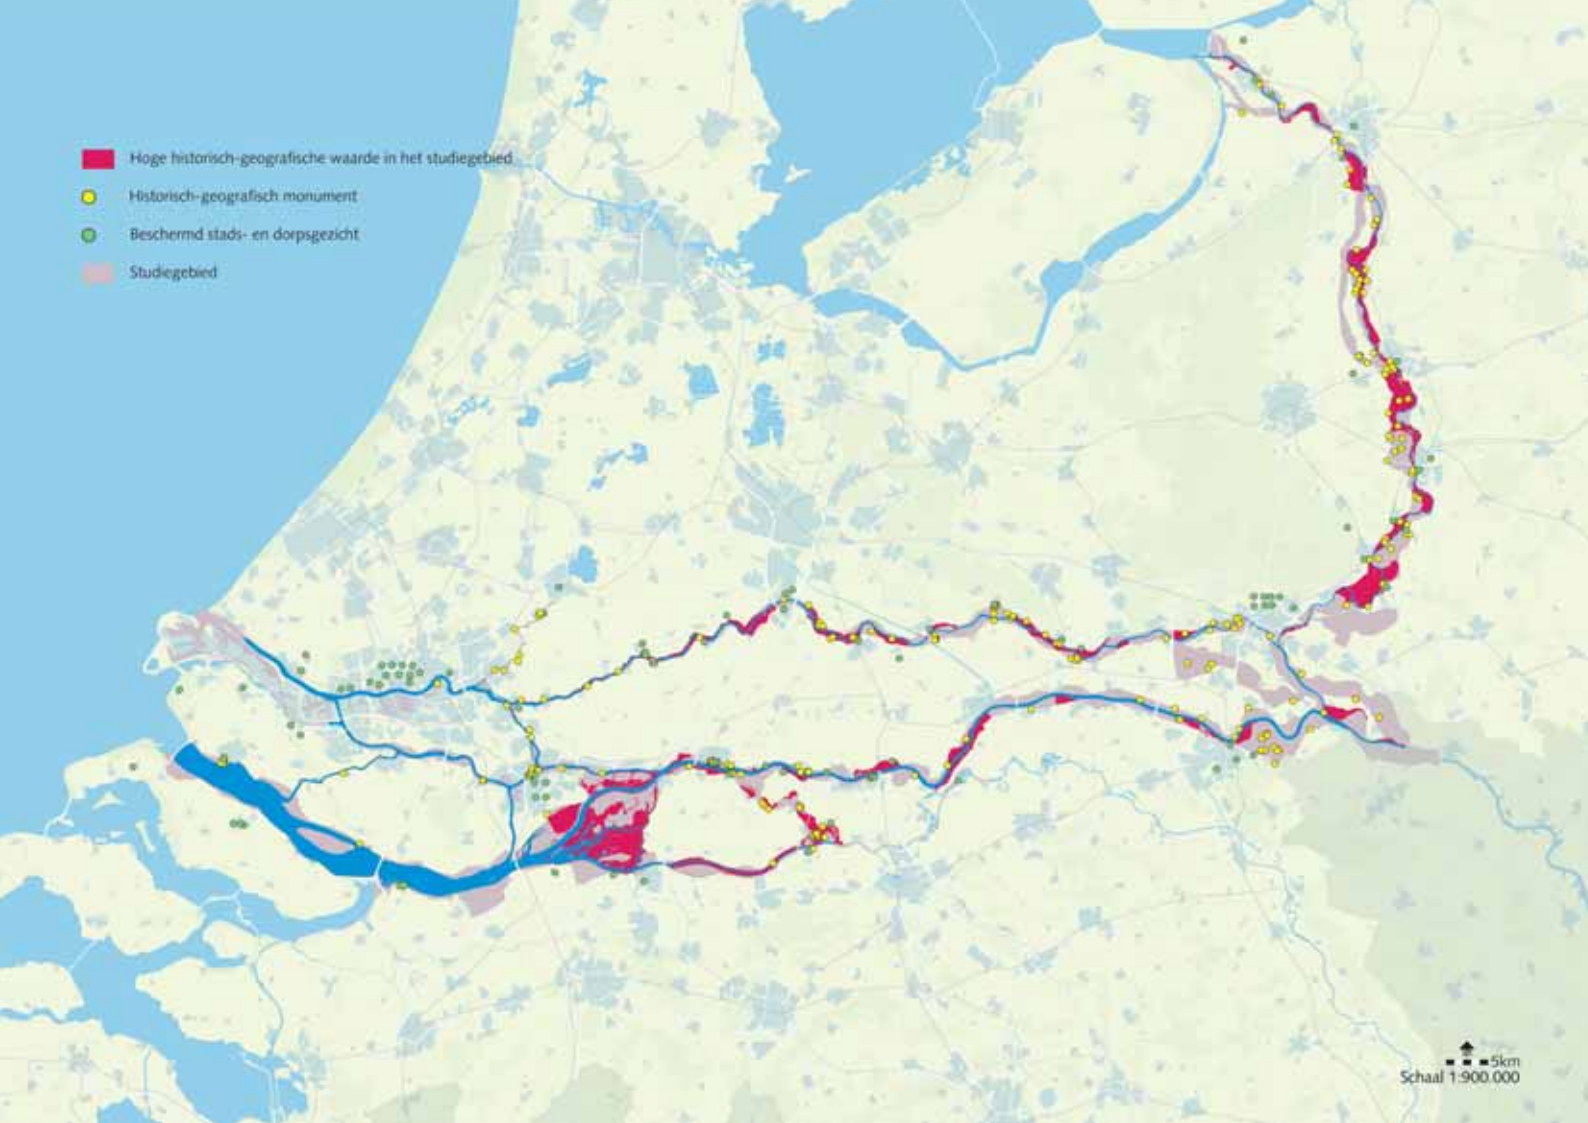 Hoge historisch-geografische waarde in het studiegebied
Historisch-geografisch monument
Beschermd stads- en dorpsgezicht
Studiegebied
5km
Schaal 1:900.000